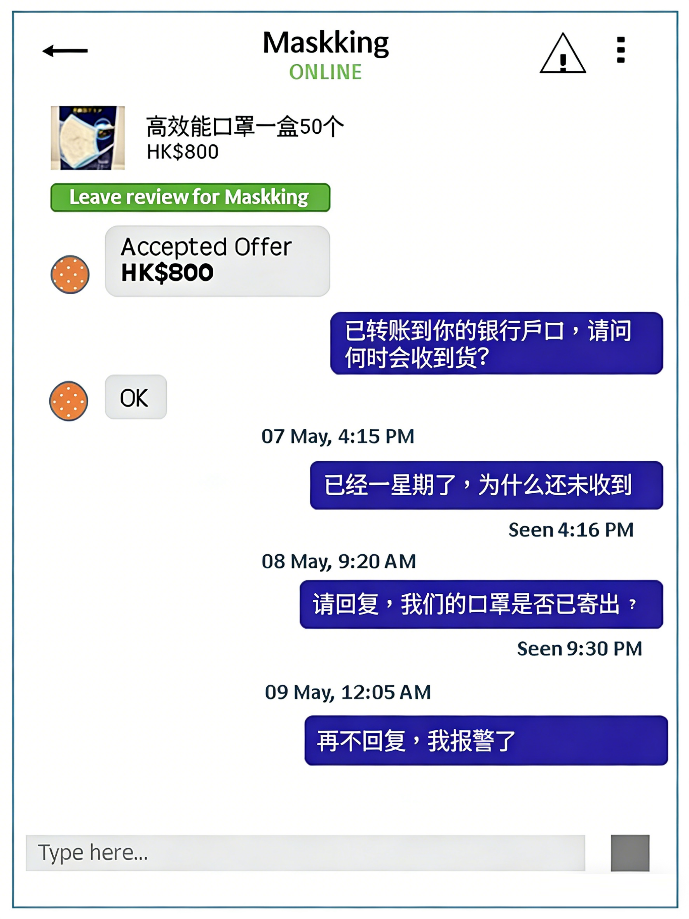 Maskking
ONLINE
高效能口罩一盒50个
HK$800
Leave review for Maskking
Accepted Offer
HK$800
已转账到你的银行戶口，请问
何时会收到货?
OK
07 May, 4:15 PM
已经一星期了，为什么还未收到
Seen 4:16 PM
08 May, 9:20 AM
请回复，我们的口罩是否已寄出﹖
Seen 9:30 PM
09 May, 12:05 AM
再不回复，我报警了
Type here...